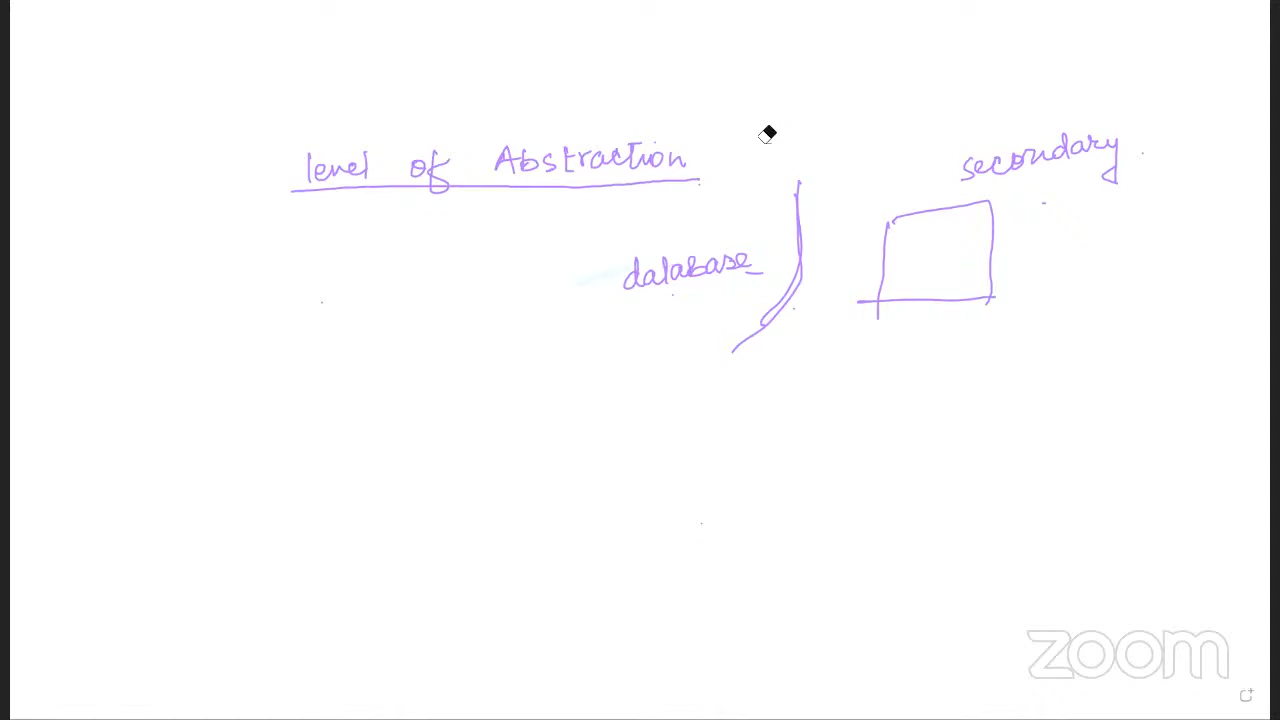 level of Abstraction
secondary
database
zoom